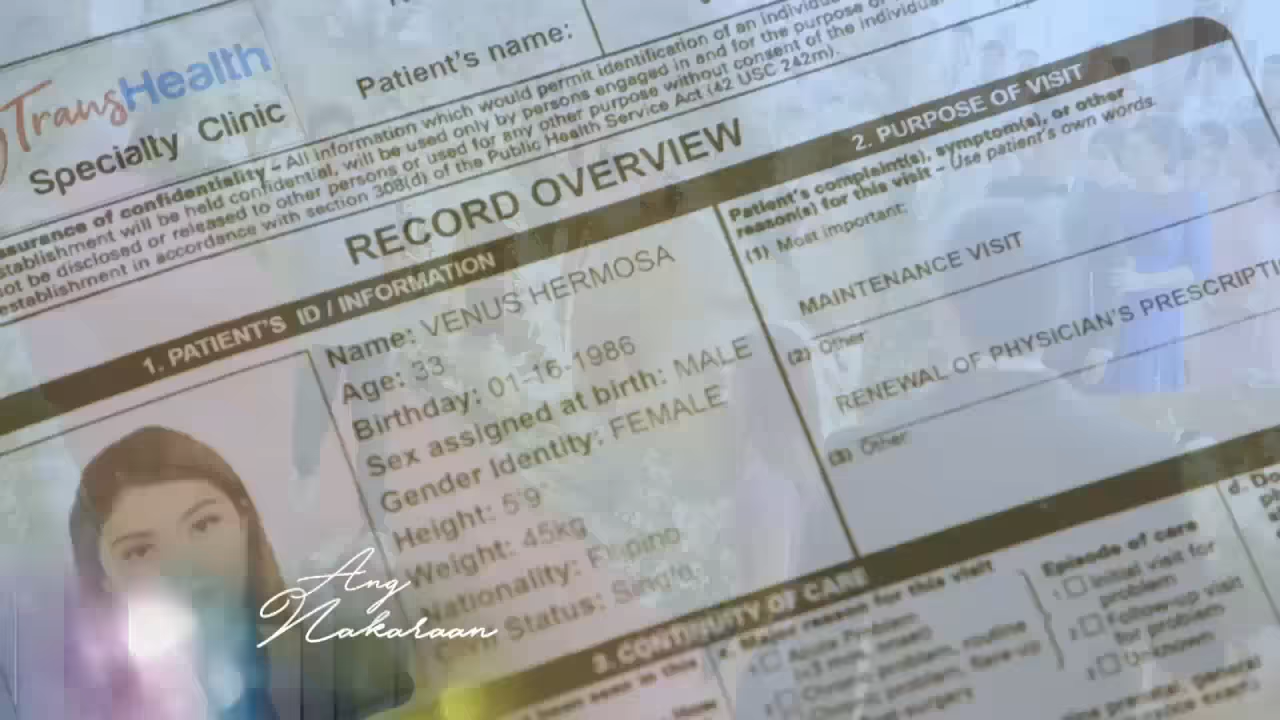 TransHealth
Specialty Clinic
Patient's name:
Assurance of confidentiality – All information which would permit identification of an individual
establishment will be held confidential, will be used only by persons engaged in and for the purpose of
not be disclosed or released to other persons or used for any other purpose without consent of the individual
establishment in accordance with section 308(d) of the Public Health Service Act (42 USC 242m).
RECORD OVERVIEW
1. PATIENT'S ID / INFORMATION
Name: VENUS HERMOSA
Age: 33
Birthday: 01-16-1986
Sex assigned at birth: MALE
Gender Identity: FEMALE
Height: 5'9"
Weight: 45kg
Nationality: Filipino
Status: Single
2. PURPOSE OF VISIT
Patient's complaint(s), symptom(s), or other
reason(s) for this visit – Use patient's own words.
(1) Most important:
MAINTENANCE VISIT
(2) Other:
RENEWAL OF PHYSICIAN'S PRESCRIPTI
(3) Other:
3. CONTINUITY OF CARE
reason for this visit
Episode of care
1 Initial visit for
problem
2 Follow-up visit
for problem
3 Unknown
Ang
Nakaraan